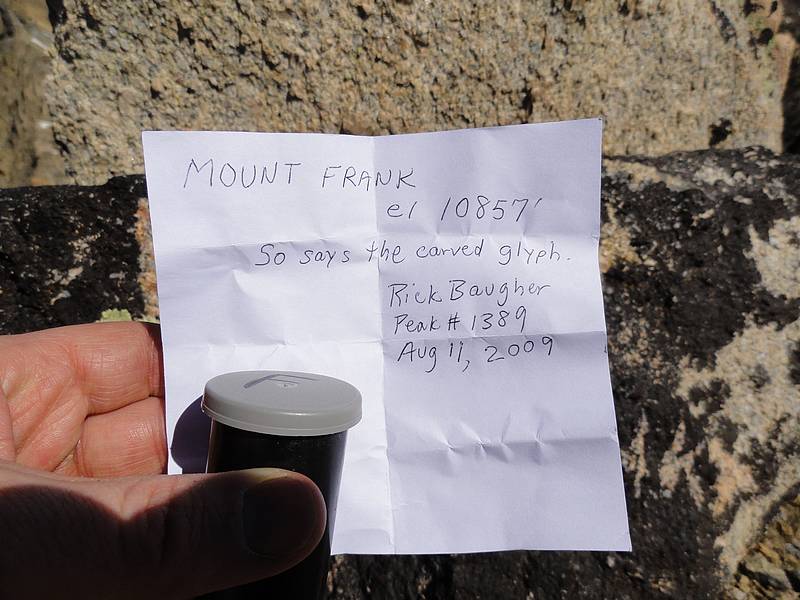 MOUNT FRANK
el 10857'
So says the carved glyph.
Rick Baugher
Peak # 1389
Aug 11, 2009
F